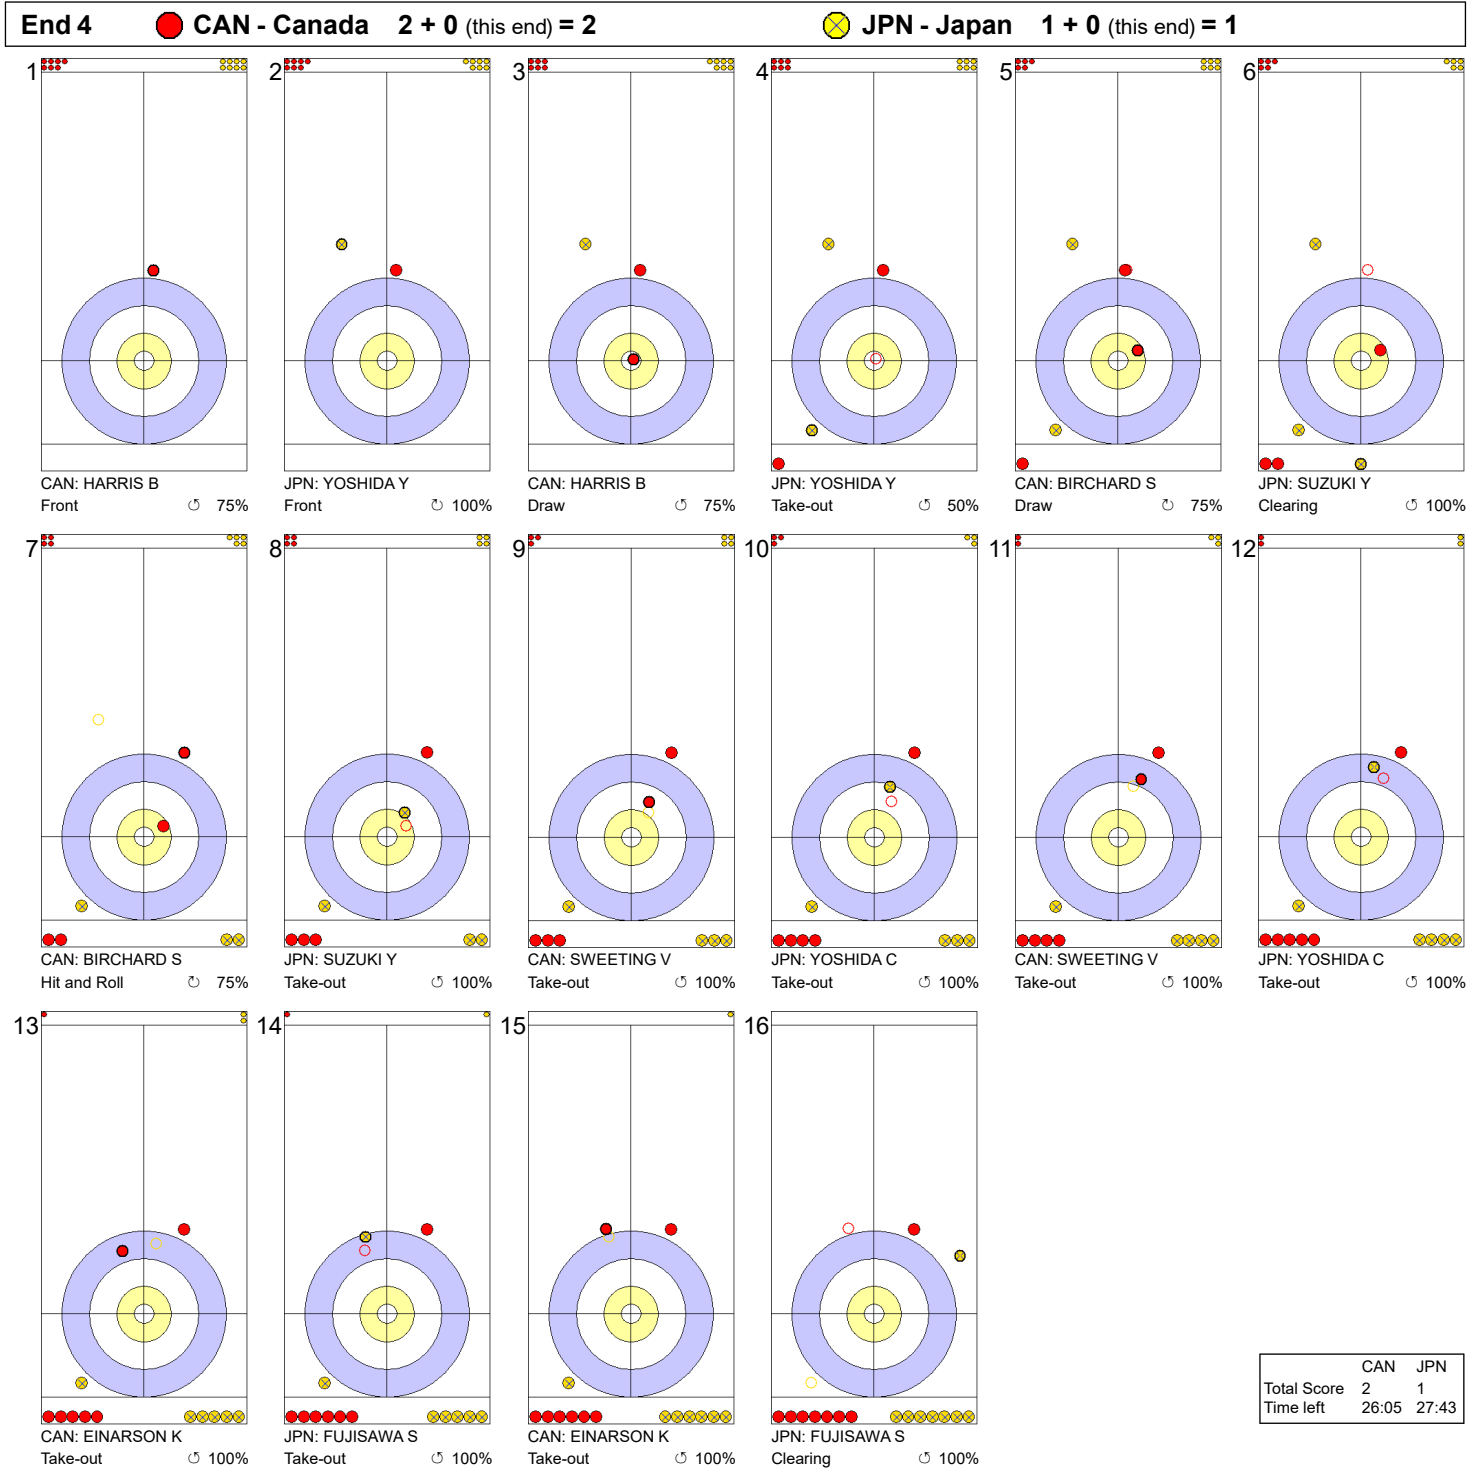 End 4 CAN - Canada 2 + 0 (this end) = 2 JPN - Japan 1 + 0 (this end) = 1
1 2 3 4 5 6
CAN: HARRIS B JPN: YOSHIDA Y CAN: HARRIS B JPN: YOSHIDA Y CAN: BIRCHARD S JPN: SUZUKI Y
Front ↺ 75% Front ↻ 100% Draw ↺ 75% Take-out ↺ 50% Draw ↻ 75% Clearing ↺ 100%
7 8 9 10 11 12
CAN: BIRCHARD S JPN: SUZUKI Y CAN: SWEETING V JPN: YOSHIDA C CAN: SWEETING V JPN: YOSHIDA C
Hit and Roll ↻ 75% Take-out ↺ 100% Take-out ↺ 100% Take-out ↺ 100% Take-out ↺ 100% Take-out ↺ 100%
13 14 15 16
CAN: EINARSON K JPN: FUJISAWA S CAN: EINARSON K JPN: FUJISAWA S
Take-out ↺ 100% Take-out ↺ 100% Take-out ↺ 100% Clearing ↺ 100%
CAN JPN
Total Score 2 1
Time left 26:05 27:43